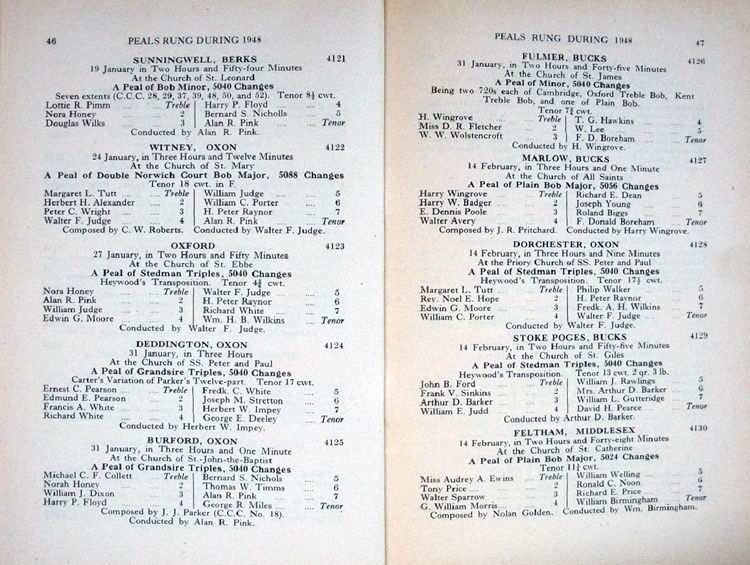 46 PEALS RUNG DURING 1948
SUNNINGWELL, BERKS 4121
19 January, in Two Hours and Fifty-four Minutes
At the Church of St. Leonard
A Peal of Bob Minor, 5040 Changes
Seven extents (C.C.C. 28, 29, 37, 39, 48, 50, and 52). Tenor 8½ cwt.
Lottie R. Pimm Treble Harry P. Floyd 4
Nora Honey 2 Bernard S. Nicholls 5
Douglas Wilks 3 Alan R. Pink Tenor
Conducted by Alan R. Pink.
WITNEY, OXON 4122
24 January, in Three Hours and Twelve Minutes
At the Church of St. Mary
A Peal of Double Norwich Court Bob Major, 5088 Changes
Tenor 18 cwt. in F.
Margaret L. Tutt Treble William Judge 5
Herbert H. Alexander 2 William C. Porter 6
Peter C. Wright 3 H. Peter Raynor 7
Walter F. Judge 4 Alan R. Pink Tenor
Composed by C. W. Roberts. Conducted by Walter F. Judge.
OXFORD 4123
27 January, in Two Hours and Fifty Minutes
At the Church of St. Ebbe
A Peal of Stedman Triples, 5040 Changes
Heywood's Transposition. Tenor 4¾ cwt.
Nora Honey Treble Walter F. Judge 5
Alan R. Pink 2 H. Peter Raynor 6
William Judge 3 Richard White 7
Edwin G. Moore 4 Wm. H. B. Wilkins Tenor
Conducted by Walter F. Judge.
DEDDINGTON, OXON 4124
31 January, in Three Hours
At the Church of SS. Peter and Paul
A Peal of Grandsire Triples, 5040 Changes
Carter's Variation of Parker's Twelve-part. Tenor 17 cwt.
Ernest C. Pearson Treble Fredk. C. White 5
Edmund E. Pearson 2 Joseph M. Stretton 6
Francis A. White 3 Herbert W. Impey 7
Richard White 4 George E. Deeley Tenor
Conducted by Herbert W. Impey.
BURFORD, OXON 4125
31 January, in Three Hours and One Minute
At the Church of St.-John-the-Baptist
A Peal of Grandsire Triples, 5040 Changes
Michael C. F. Collett Treble Bernard S. Nichols 5
Norah Honey 2 Thomas W. Timms 6
William J. Dixon 3 Alan R. Pink 7
Harry P. Floyd 4 George R. Miles Tenor
Composed by J. J. Parker (C.C.C. No. 18).
Conducted by Alan R. Pink.
PEALS RUNG DURING 1948 47
FULMER, BUCKS 4126
31 January, in Two Hours and Forty-five Minutes
At the Church of St. James
A Peal of Minor, 5040 Changes
Being two 720s each of Cambridge, Oxford Treble Bob, Kent
Treble Bob, and one of Plain Bob.
Tenor 7¾ cwt.
H. Wingrove Treble T. G. Hawkins 4
Miss D. R. Fletcher 2 W. Lee 5
W. W. Wolstencroft 3 F. D. Boreham Tenor
Conducted by H. Wingrove.
MARLOW, BUCKS 4127
14 February, in Three Hours and One Minute
At the Church of All Saints
A Peal of Plain Bob Major, 5056 Changes
Harry Wingrove Treble Richard E. Dean 5
Harry W. Badger 2 Joseph Young 6
E. Dennis Poole 3 Roland Biggs 7
Walter Avery 4 F. Donald Boreham Tenor
Composed by J. R. Pritchard. Conducted by Harry Wingrove.
DORCHESTER, OXON 4128
14 February, in Three Hours and Nine Minutes
At the Priory Church of SS. Peter and Paul
A Peal of Stedman Triples, 5040 Changes
Heywood's Transposition. Tenor 17½ cwt.
Margaret L. Tutt Treble Philip Walker 5
Rev. Noel E. Hope 2 H. Peter Raynor 6
Edwin G. Moore 3 Fredk. A. H. Wilkins 7
William C. Porter 4 Walter F. Judge Tenor
Conducted by Walter F. Judge.
STOKE POGES, BUCKS 4129
14 February, in Two Hours and Fifty-five Minutes
At the Church of St. Giles
A Peal of Stedman Triples, 5040 Changes
Heywood's Transposition. Tenor 13 cwt. 2 qr. 3 lb.
John B. Ford Treble William J. Rawlings 5
Frank V. Sinkins 2 Mrs. Arthur D. Barker 6
Arthur D. Barker 3 William L. Gutteridge 7
William E. Judd 4 David H. Pearce Tenor
Conducted by Arthur D. Barker.
FELTHAM, MIDDLESEX 4130
14 February, in Two Hours and Forty-eight Minutes
At the Church of St. Catherine
A Peal of Plain Bob Major, 5024 Changes
Tenor 11¼ cwt.
Miss Audrey A. Ewins Treble William Welling 5
Tony Price 2 Ronald C. Noon 6
Walter Sparrow 3 Richard E. Price 7
G. William Morris 4 William Birmingham Tenor
Composed by Nolan Golden. Conducted by Wm. Birmingham.